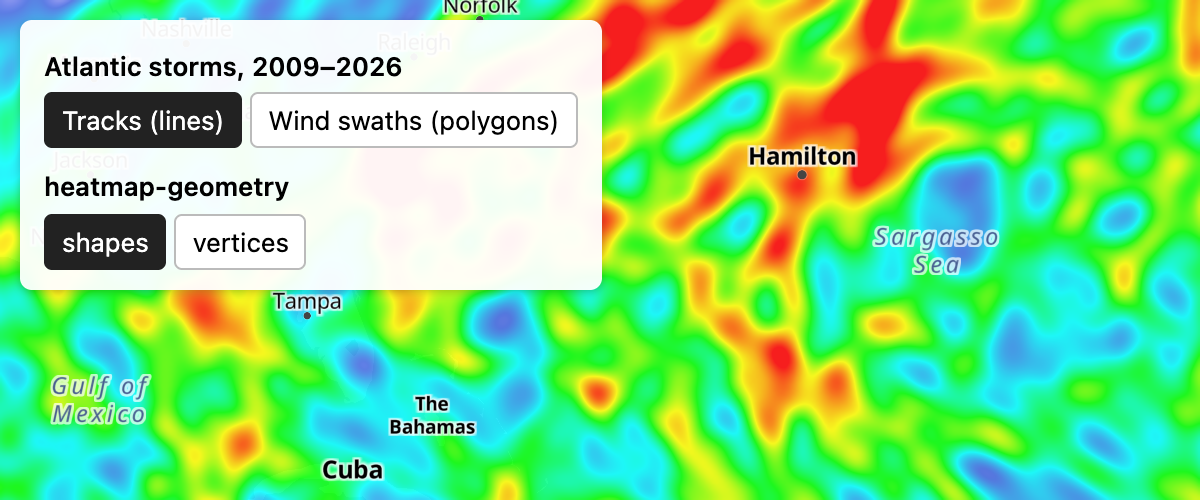 Norfolk
Nashville
Raleigh
Atlantic storms, 2009–2026
Tracks (lines)
Wind swaths (polygons)
Jackson
heatmap-geometry
shapes
vertices
Hamilton
Sargasso
Sea
Tampa
Gulf of
Mexico
The
Bahamas
Cuba